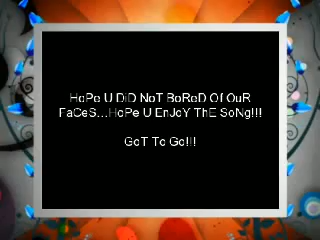 HoPe U DiD NoT BoReD Of OuR
FaCeS...HoPe U EnJoY ThE SoNg!!!
GoT To Go!!!